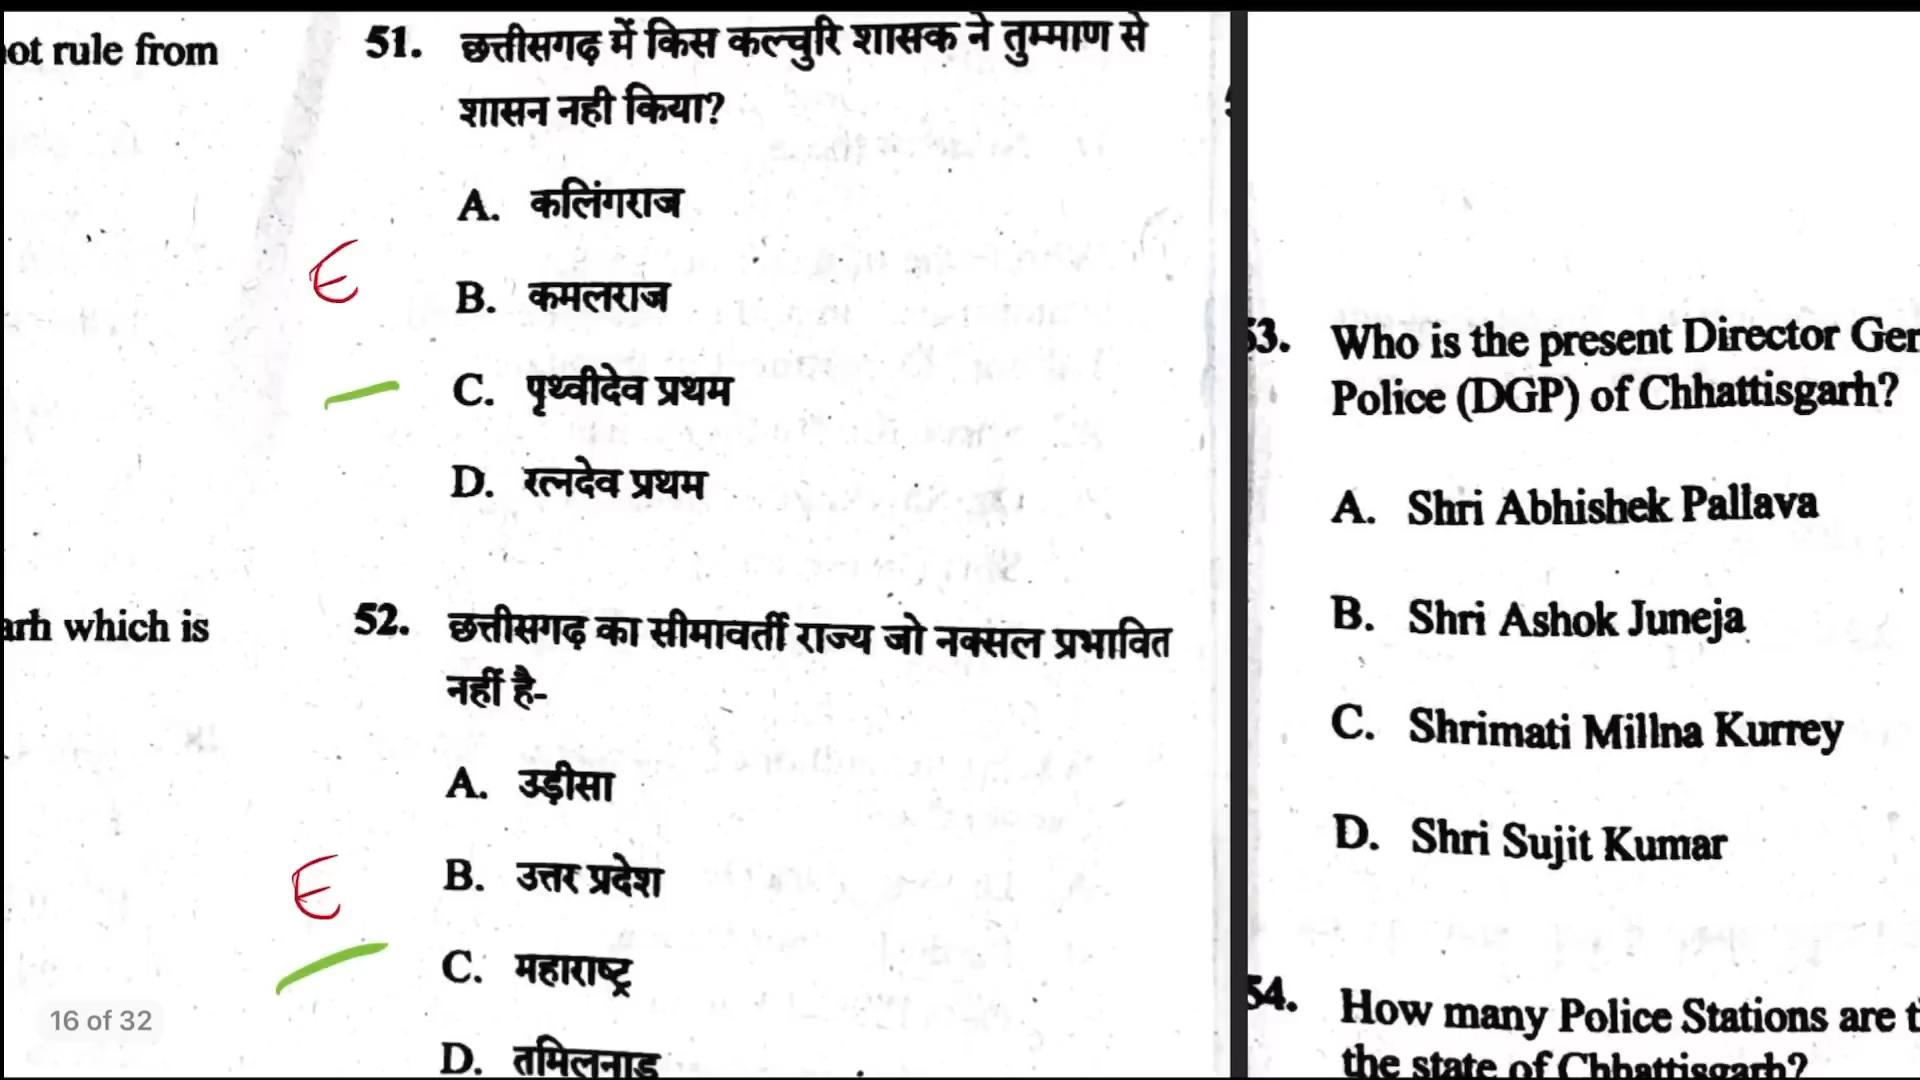 ot rule from
51. छत्तीसगढ़ में किस कल्चुरि शासक ने तुम्माण से
शासन नही किया?
A. कलिंगराज
B. कमलराज
C. पृथ्वीदेव प्रथम
D. रत्नदेव प्रथम
E
arh which is
52. छत्तीसगढ़ का सीमावर्ती राज्य जो नक्सल प्रभावित
नहीं है-
A. उड़ीसा
B. उत्तर प्रदेश
C. महाराष्ट्र
D. तमिलनाडु
E
16 of 32
53. Who is the present Director Ger
Police (DGP) of Chhattisgarh?
A. Shri Abhishek Pallava
B. Shri Ashok Juneja
C. Shrimati Millna Kurrey
D. Shri Sujit Kumar
54. How many Police Stations are t
the state of Chhattisgarh?